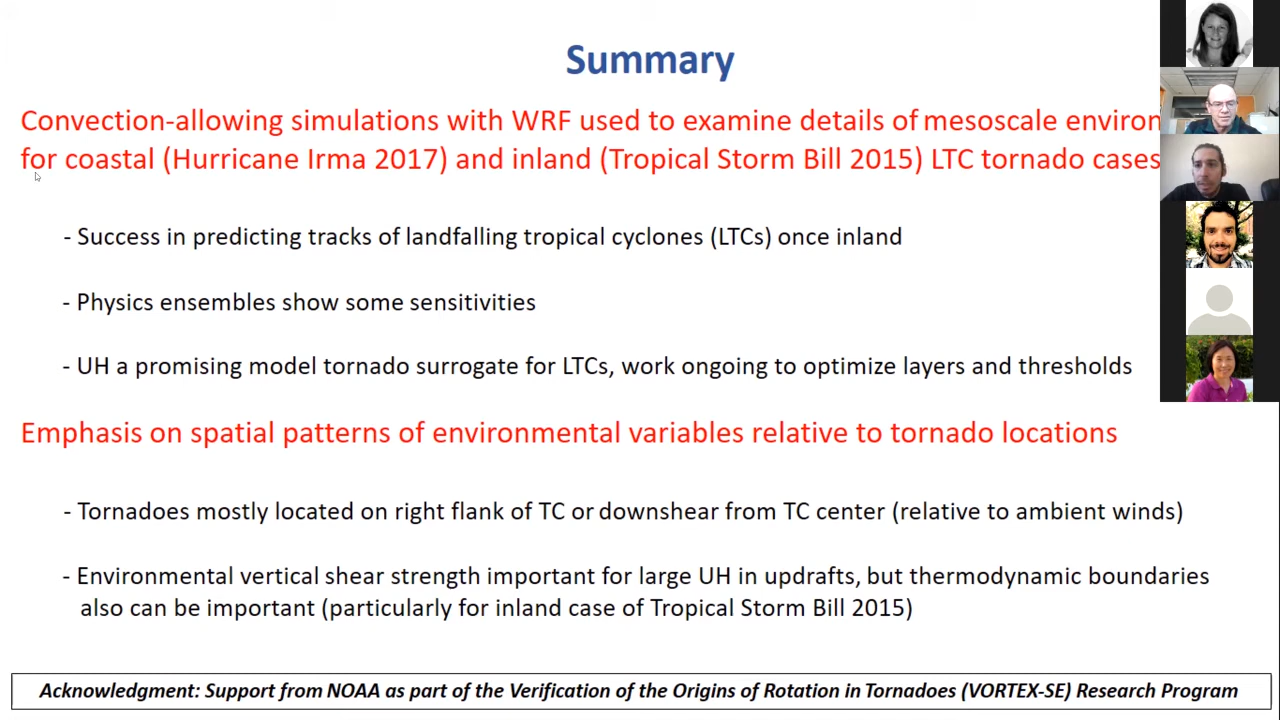 Summary
Convection-allowing simulations with WRF used to examine details of mesoscale environ
for coastal (Hurricane Irma 2017) and inland (Tropical Storm Bill 2015) LTC tornado cases
- Success in predicting tracks of landfalling tropical cyclones (LTCs) once inland
- Physics ensembles show some sensitivities
- UH a promising model tornado surrogate for LTCs, work ongoing to optimize layers and thresholds
Emphasis on spatial patterns of environmental variables relative to tornado locations
- Tornadoes mostly located on right flank of TC or downshear from TC center (relative to ambient winds)
- Environmental vertical shear strength important for large UH in updrafts, but thermodynamic boundaries
also can be important (particularly for inland case of Tropical Storm Bill 2015)
Acknowledgment: Support from NOAA as part of the Verification of the Origins of Rotation in Tornadoes (VORTEX-SE) Research Program